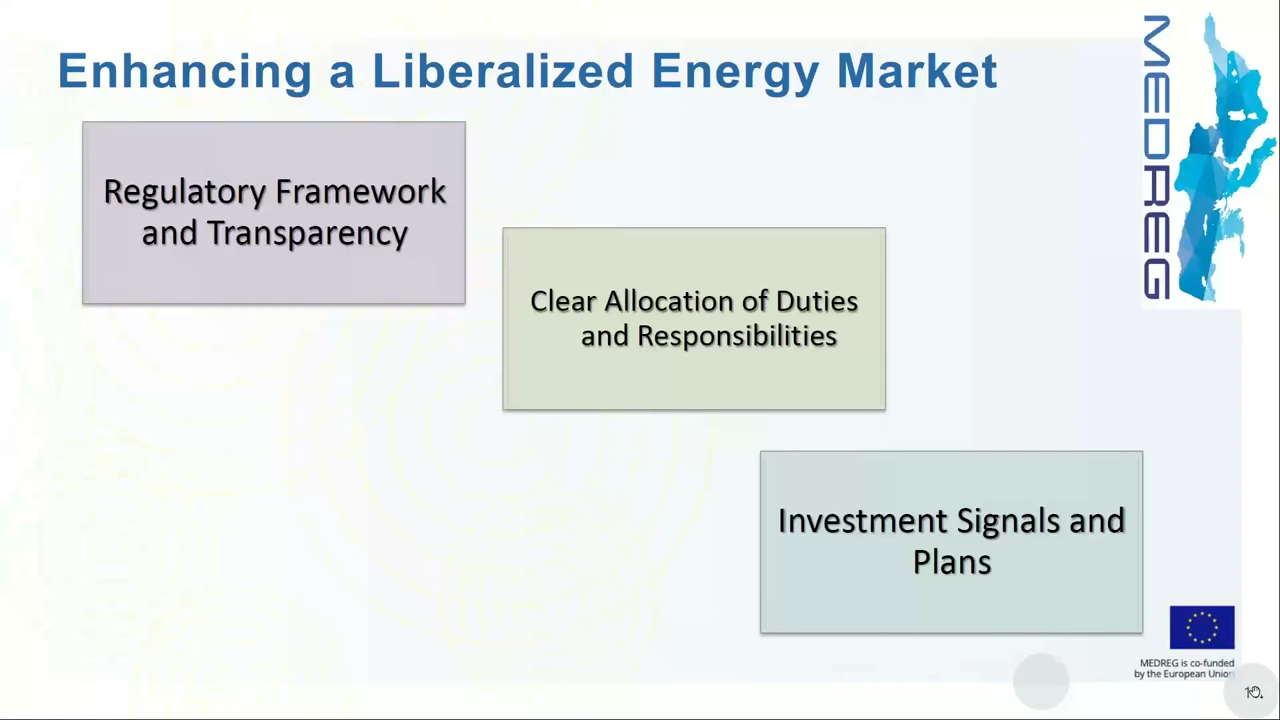 Enhancing a Liberalized Energy Market
MEDREG
Regulatory Framework
and Transparency
Clear Allocation of Duties
and Responsibilities
Investment Signals and
Plans
MEDREG is co-funded
by the European Union